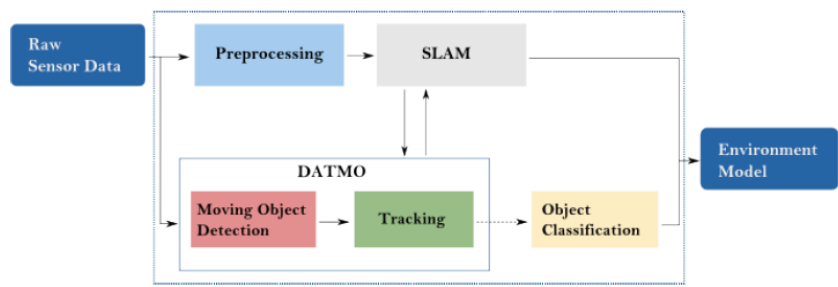 Raw
Sensor Data
Preprocessing
SLAM
DATMO
Moving Object
Detection
Tracking
Object
Classification
Environment
Model